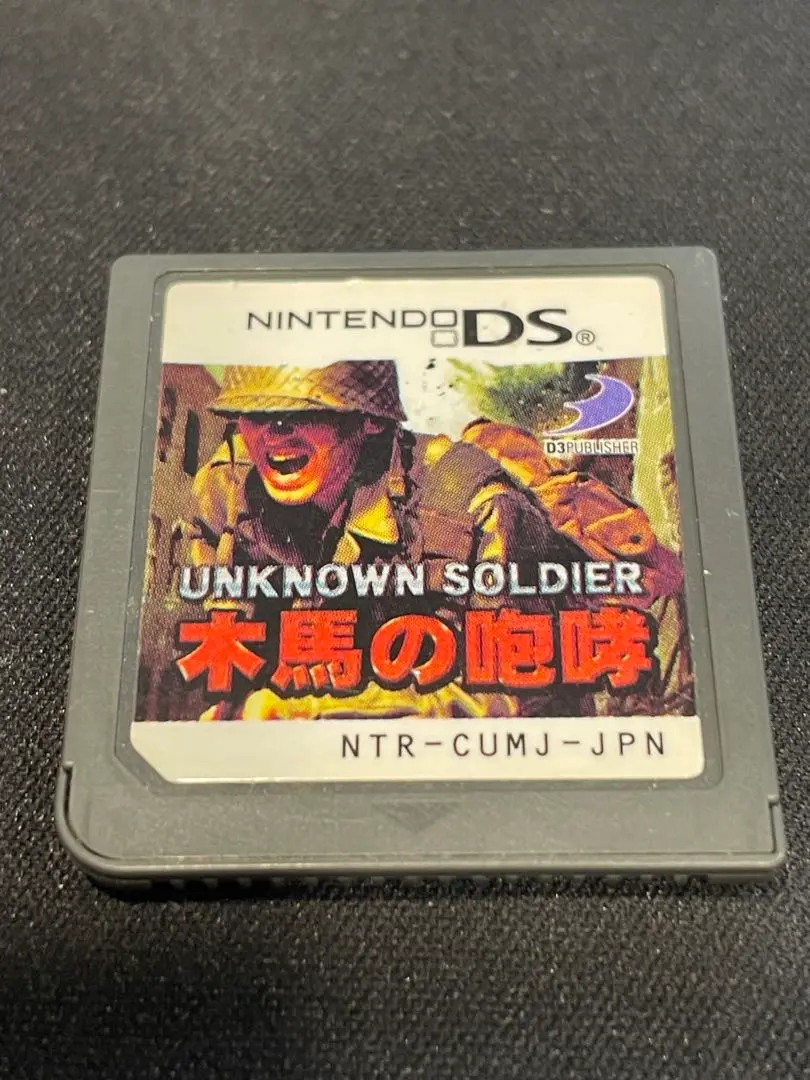 NINTENDO DS®
D3PUBLISHER
UNKNOWN SOLDIER
木馬の咆哮
NTR-CUMJ-JPN